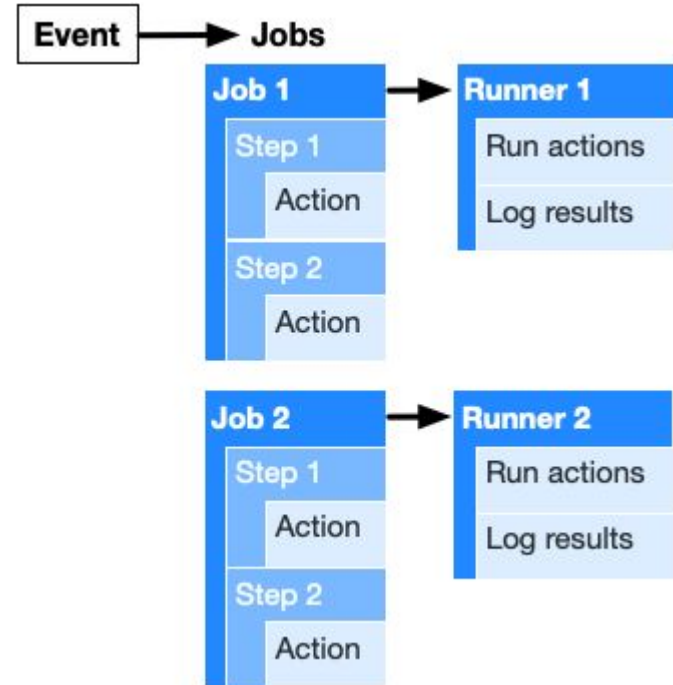 Event
Jobs
Job 1
Step 1
Action
Step 2
Action
Runner 1
Run actions
Log results
Job 2
Step 1
Action
Step 2
Action
Runner 2
Run actions
Log results